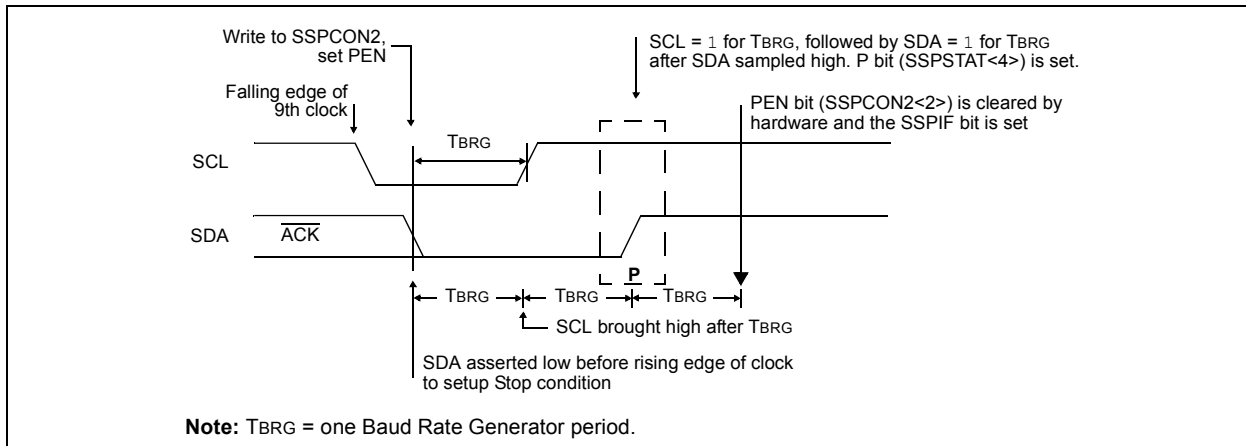 Write to SSPCON2,
set PEN
SCL = 1 for TBRG, followed by SDA = 1 for TBRG
after SDA sampled high. P bit (SSPSTAT<4>) is set.
Falling edge of
9th clock
PEN bit (SSPCON2<2>) is cleared by
hardware and the SSPIF bit is set
TBRG
SCL
SDA
ACK
P
TBRG
TBRG
TBRG
SCL brought high after TBRG
SDA asserted low before rising edge of clock
to setup Stop condition
Note: TBRG = one Baud Rate Generator period.